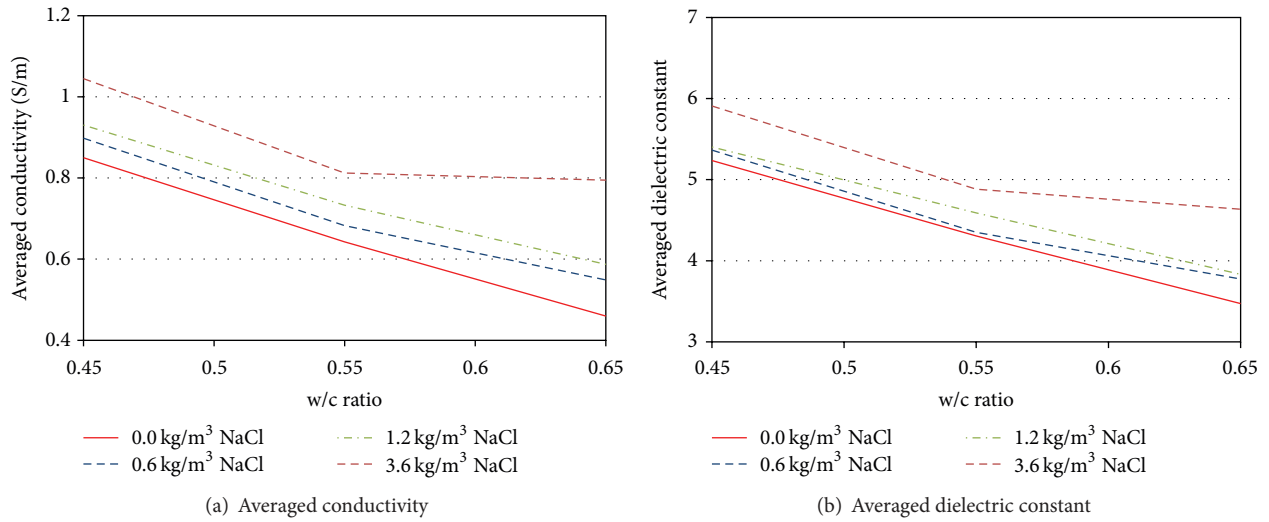 1.2
1
0.8
0.6
0.4
Averaged conductivity (S/m)
0.45 0.5 0.55 0.6 0.65
w/c ratio
0.0 kg/m³ NaCl 1.2 kg/m³ NaCl
0.6 kg/m³ NaCl 3.6 kg/m³ NaCl
(a) Averaged conductivity
7
6
5
4
3
Averaged dielectric constant
0.45 0.5 0.55 0.6 0.65
w/c ratio
0.0 kg/m³ NaCl 1.2 kg/m³ NaCl
0.6 kg/m³ NaCl 3.6 kg/m³ NaCl
(b) Averaged dielectric constant